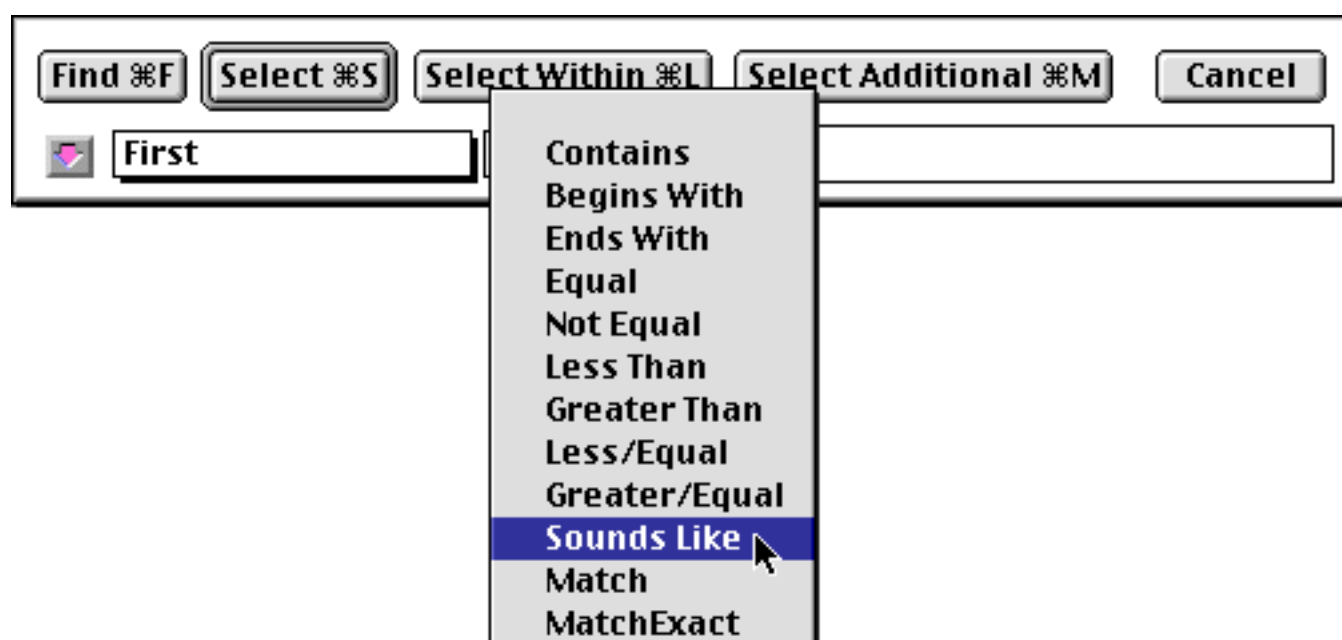 Find ⌘F Select ⌘S Select Within ⌘L Select Additional ⌘M Cancel
First
Contains
Begins With
Ends With
Equal
Not Equal
Less Than
Greater Than
Less/Equal
Greater/Equal
Sounds Like
Match
MatchExact